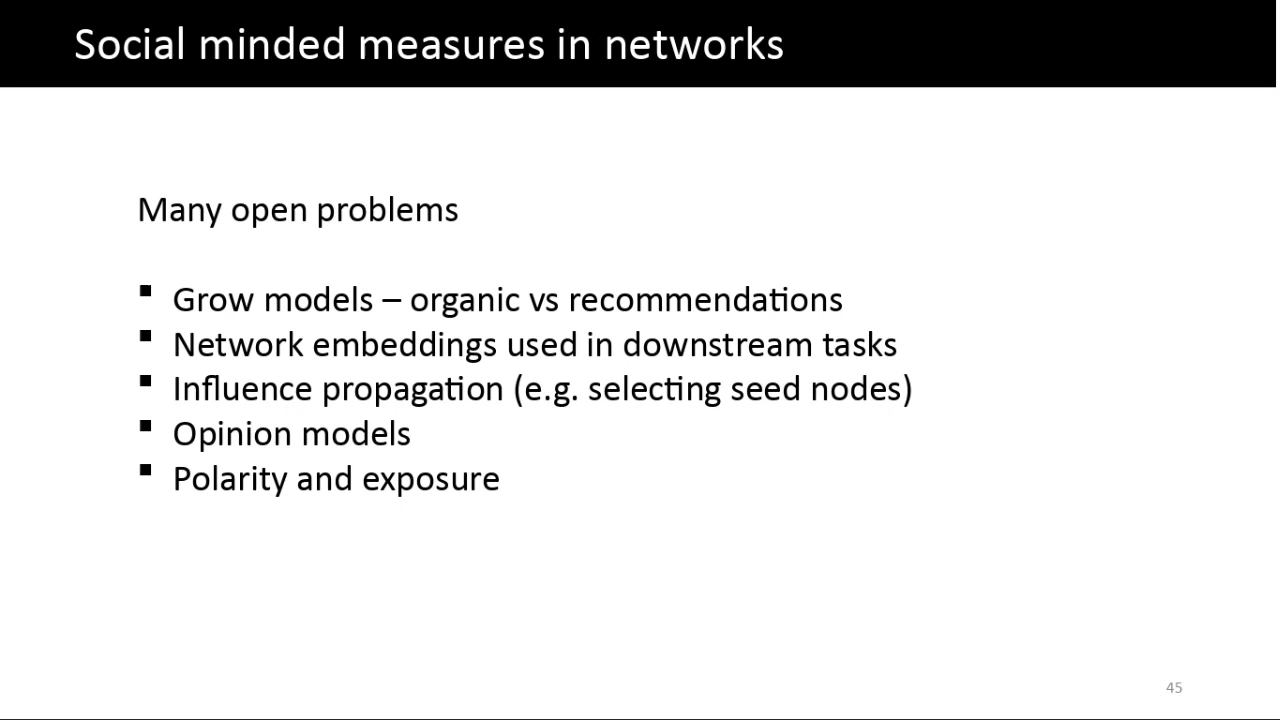 Social minded measures in networks
Many open problems
▪ Grow models – organic vs recommendations
▪ Network embeddings used in downstream tasks
▪ Influence propagation (e.g. selecting seed nodes)
▪ Opinion models
▪ Polarity and exposure
45